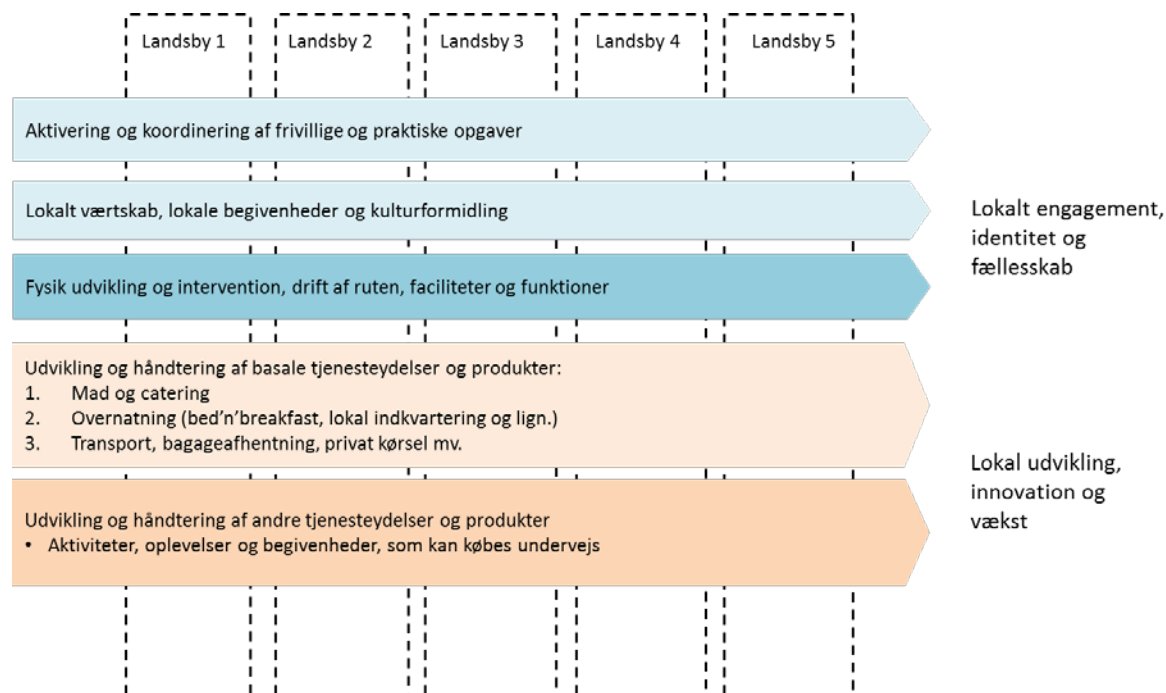 Landsby 1
Landsby 2
Landsby 3
Landsby 4
Landsby 5
Aktivering og koordinering af frivillige og praktiske opgaver
Lokalt værtskab, lokale begivenheder og kulturformidling
Fysik udvikling og intervention, drift af ruten, faciliteter og funktioner
Lokalt engagement,
identitet og
fællesskab
Udvikling og håndtering af basale tjenesteydelser og produkter:
1. Mad og catering
2. Overnatning (bed’n’breakfast, lokal indkvartering og lign.)
3. Transport, bagageafhentning, privat kørsel mv.
Udvikling og håndtering af andre tjenesteydelser og produkter
• Aktiviteter, oplevelser og begivenheder, som kan købes undervejs
Lokal udvikling,
innovation og
vækst